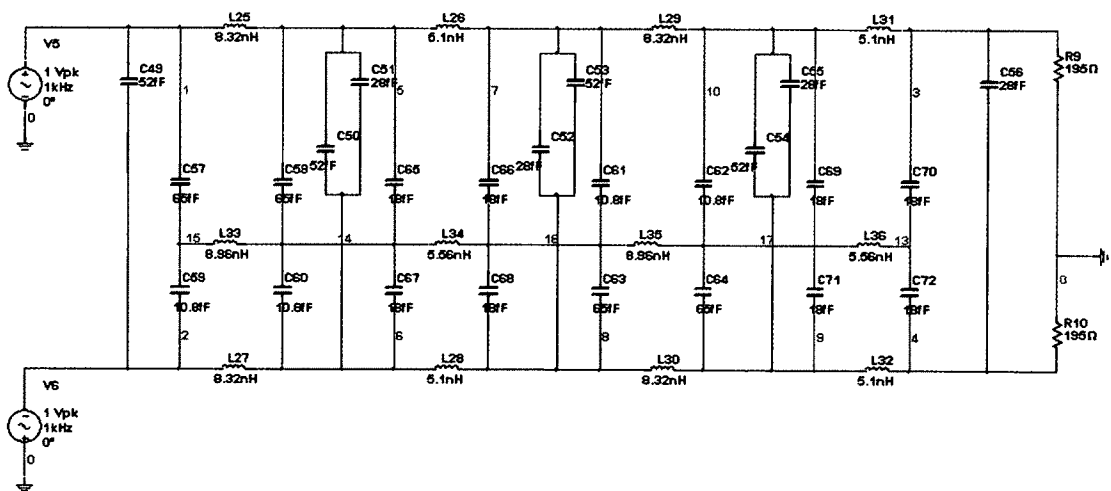 L25
8.32nH
L26
5.1nH
L29
8.32nH
L31
5.1nH
V5
1 Vpk
1kHz
0°
0
C49
52fF
1
C51
28fF
5
7
C53
52fF
10
C55
28fF
3
C56
28fF
R9
195Ω
C50
52fF
C52
28fF
C54
52fF
C57
65fF
C58
65fF
C65
18fF
C66
18fF
C61
10.8fF
C62
10.8fF
C69
18fF
C70
18fF
15
L33
8.96nH
14
L34
5.56nH
16
L35
8.96nH
17
L36
5.56nH
13
C59
10.8fF
C60
10.8fF
C67
18fF
C68
18fF
C63
65fF
C64
65fF
C71
18fF
C72
18fF
2
6
8
9
4
R10
195Ω
L27
8.32nH
L28
5.1nH
L30
8.32nH
L32
5.1nH
V6
1 Vpk
1kHz
0°
0